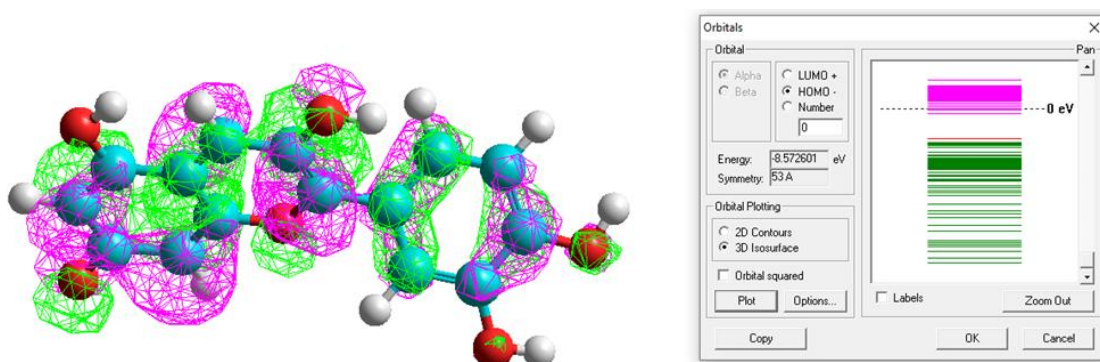 Orbitals
Orbital
Alpha
Beta
LUMO +
HOMO -
Number
0
Energy: -8.572601 eV
Symmetry: 53 A
Orbital Plotting
2D Contours
3D Isosurface
Orbital squared
Plot
Options...
Copy
Pan
0 eV
Labels
Zoom Out
OK
Cancel